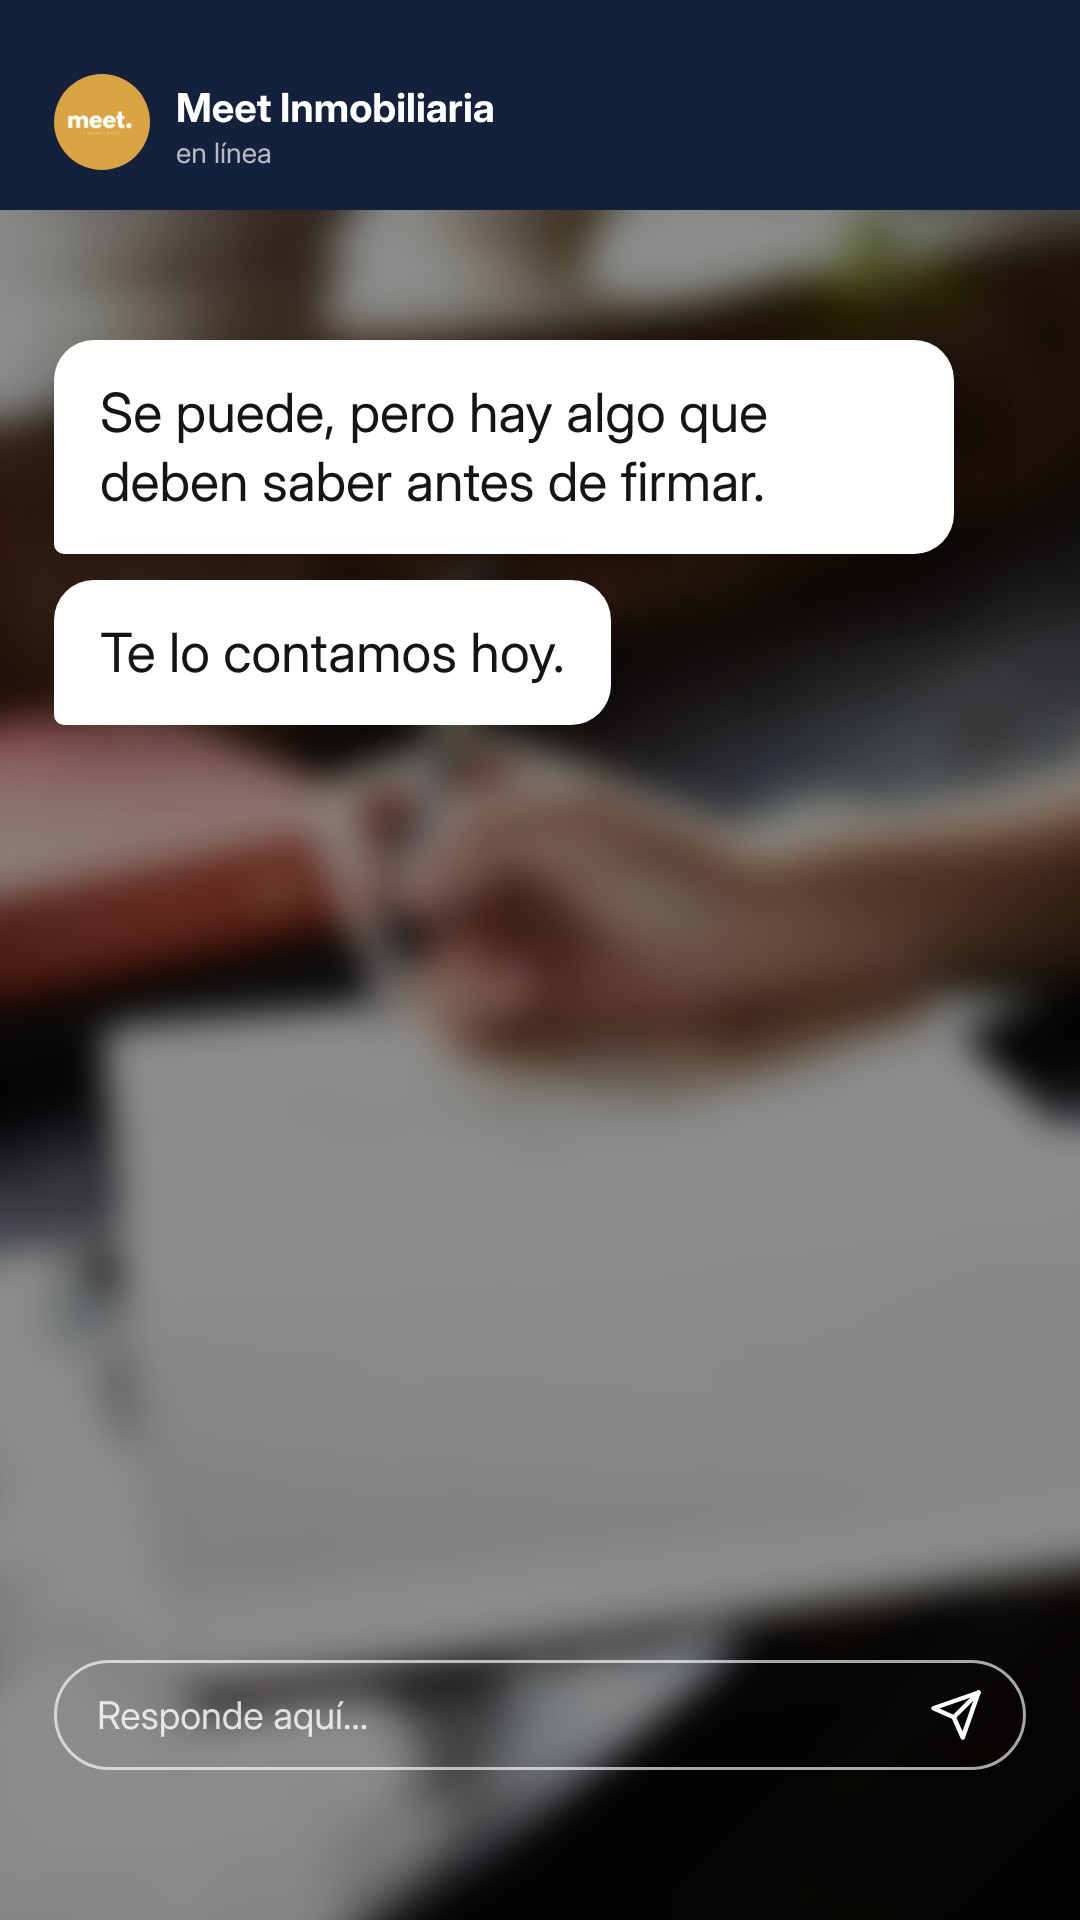 meet.
Meet Inmobiliaria
en línea
Se puede, pero hay algo que
deben saber antes de firmar.
Te lo contamos hoy.
Responde aquí...